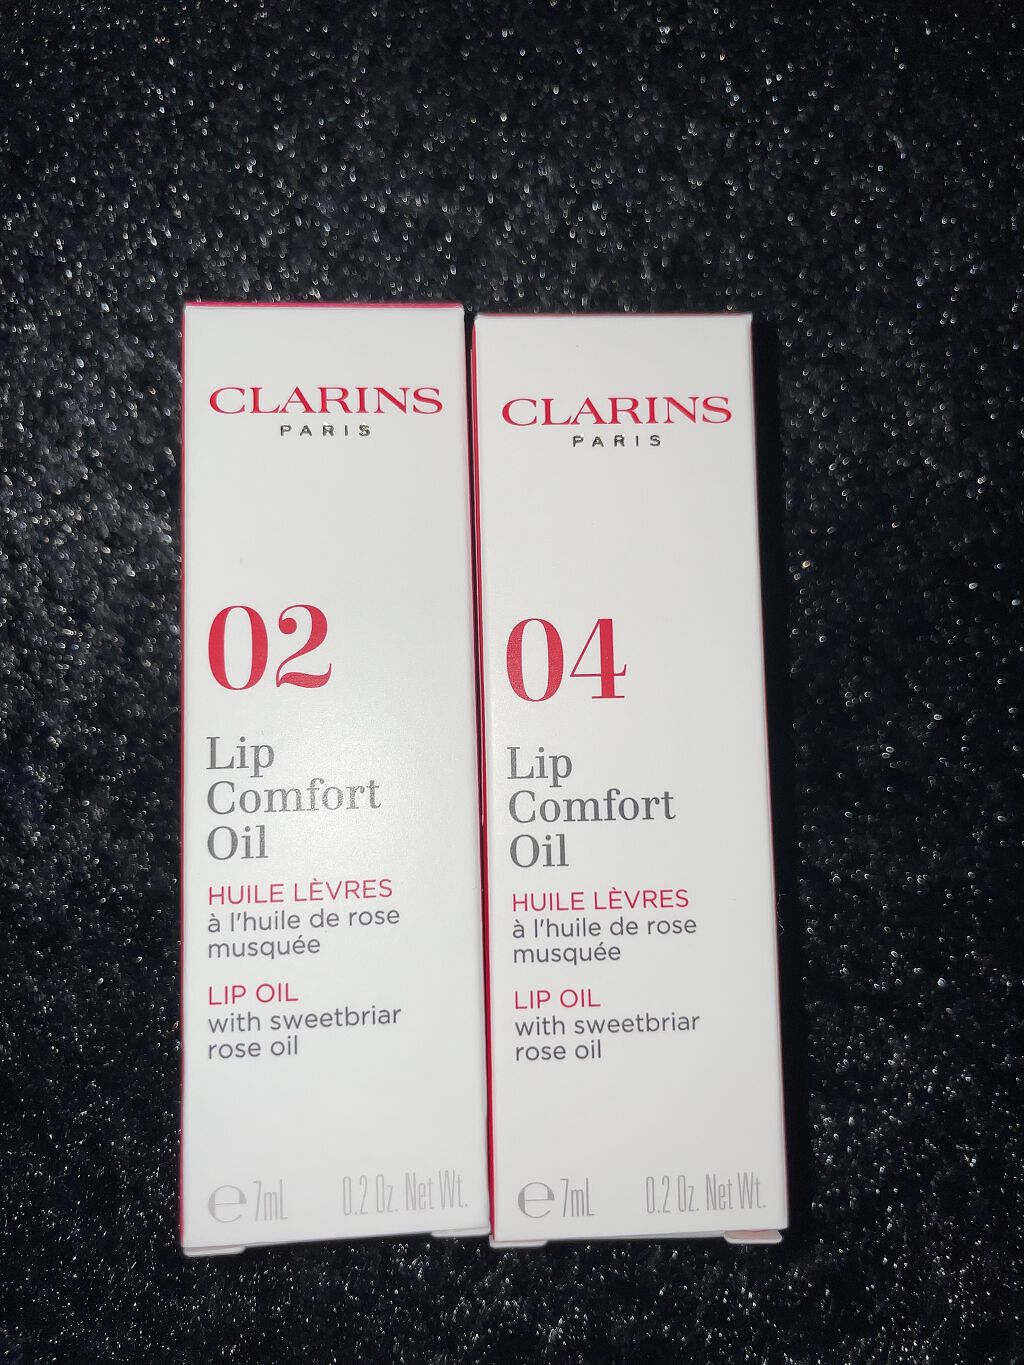 CLARINS
PARIS
02
Lip
Comfort
Oil
HUILE LÈVRES
à l'huile de rose
musquée
LIP OIL
with sweetbriar
rose oil
℮ 7mL 0.2 Oz. Net Wt.
CLARINS
PARIS
04
Lip
Comfort
Oil
HUILE LÈVRES
à l'huile de rose
musquée
LIP OIL
with sweetbriar
rose oil
℮ 7mL 0.2 Oz. Net Wt.